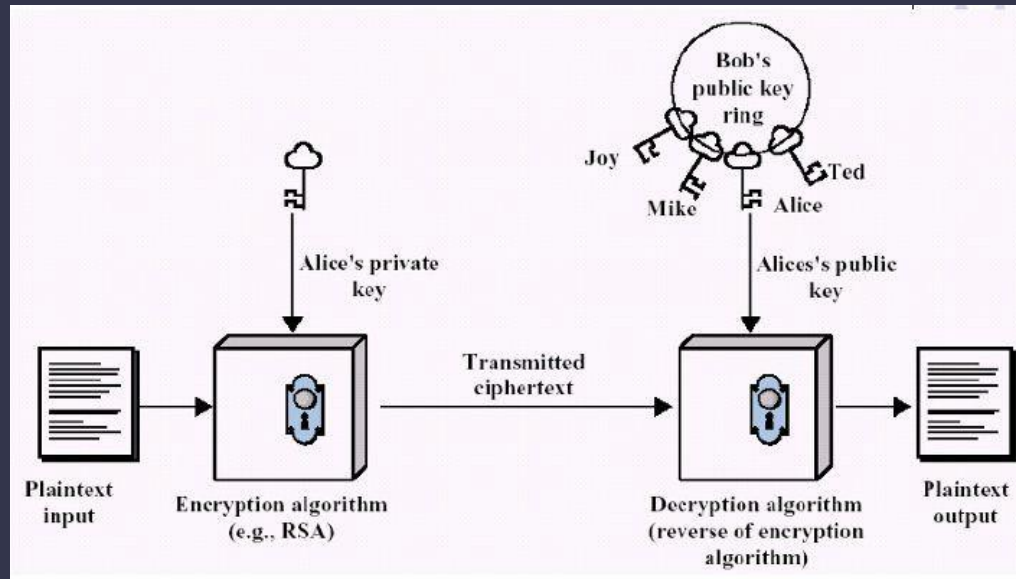 Bob's
public key
ring
Joy
Ted
Mike
Alice
Alice's private
key
Alices's public
key
Transmitted
ciphertext
Plaintext
input
Encryption algorithm
(e.g., RSA)
Decryption algorithm
(reverse of encryption
algorithm)
Plaintext
output